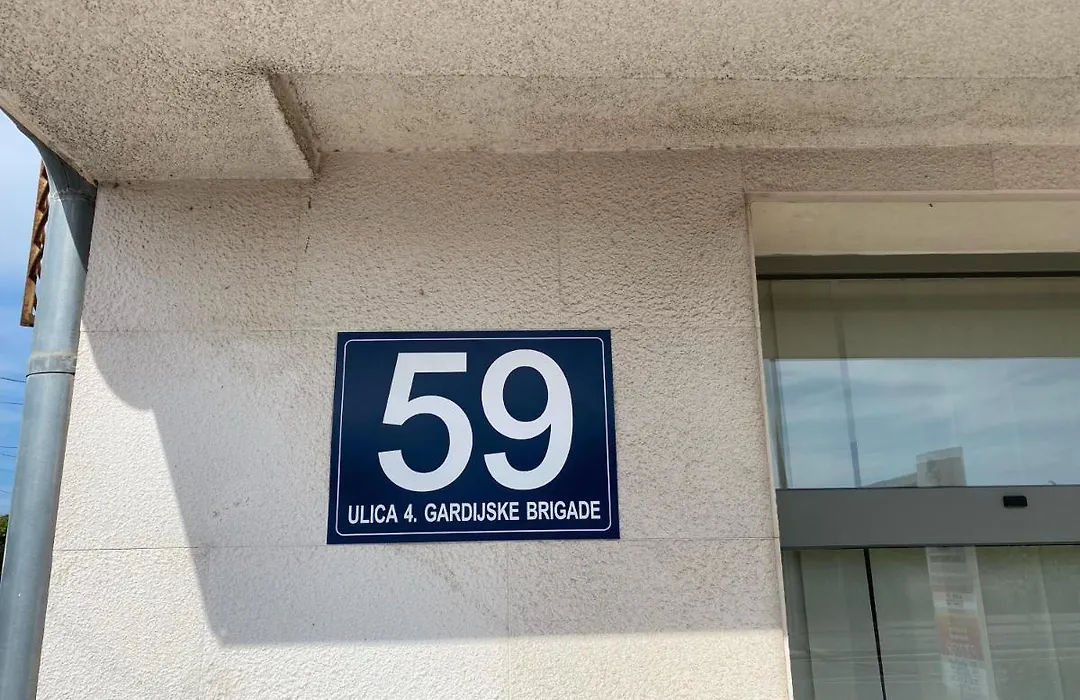 59
ULICA 4. GARDIJSKE BRIGADE